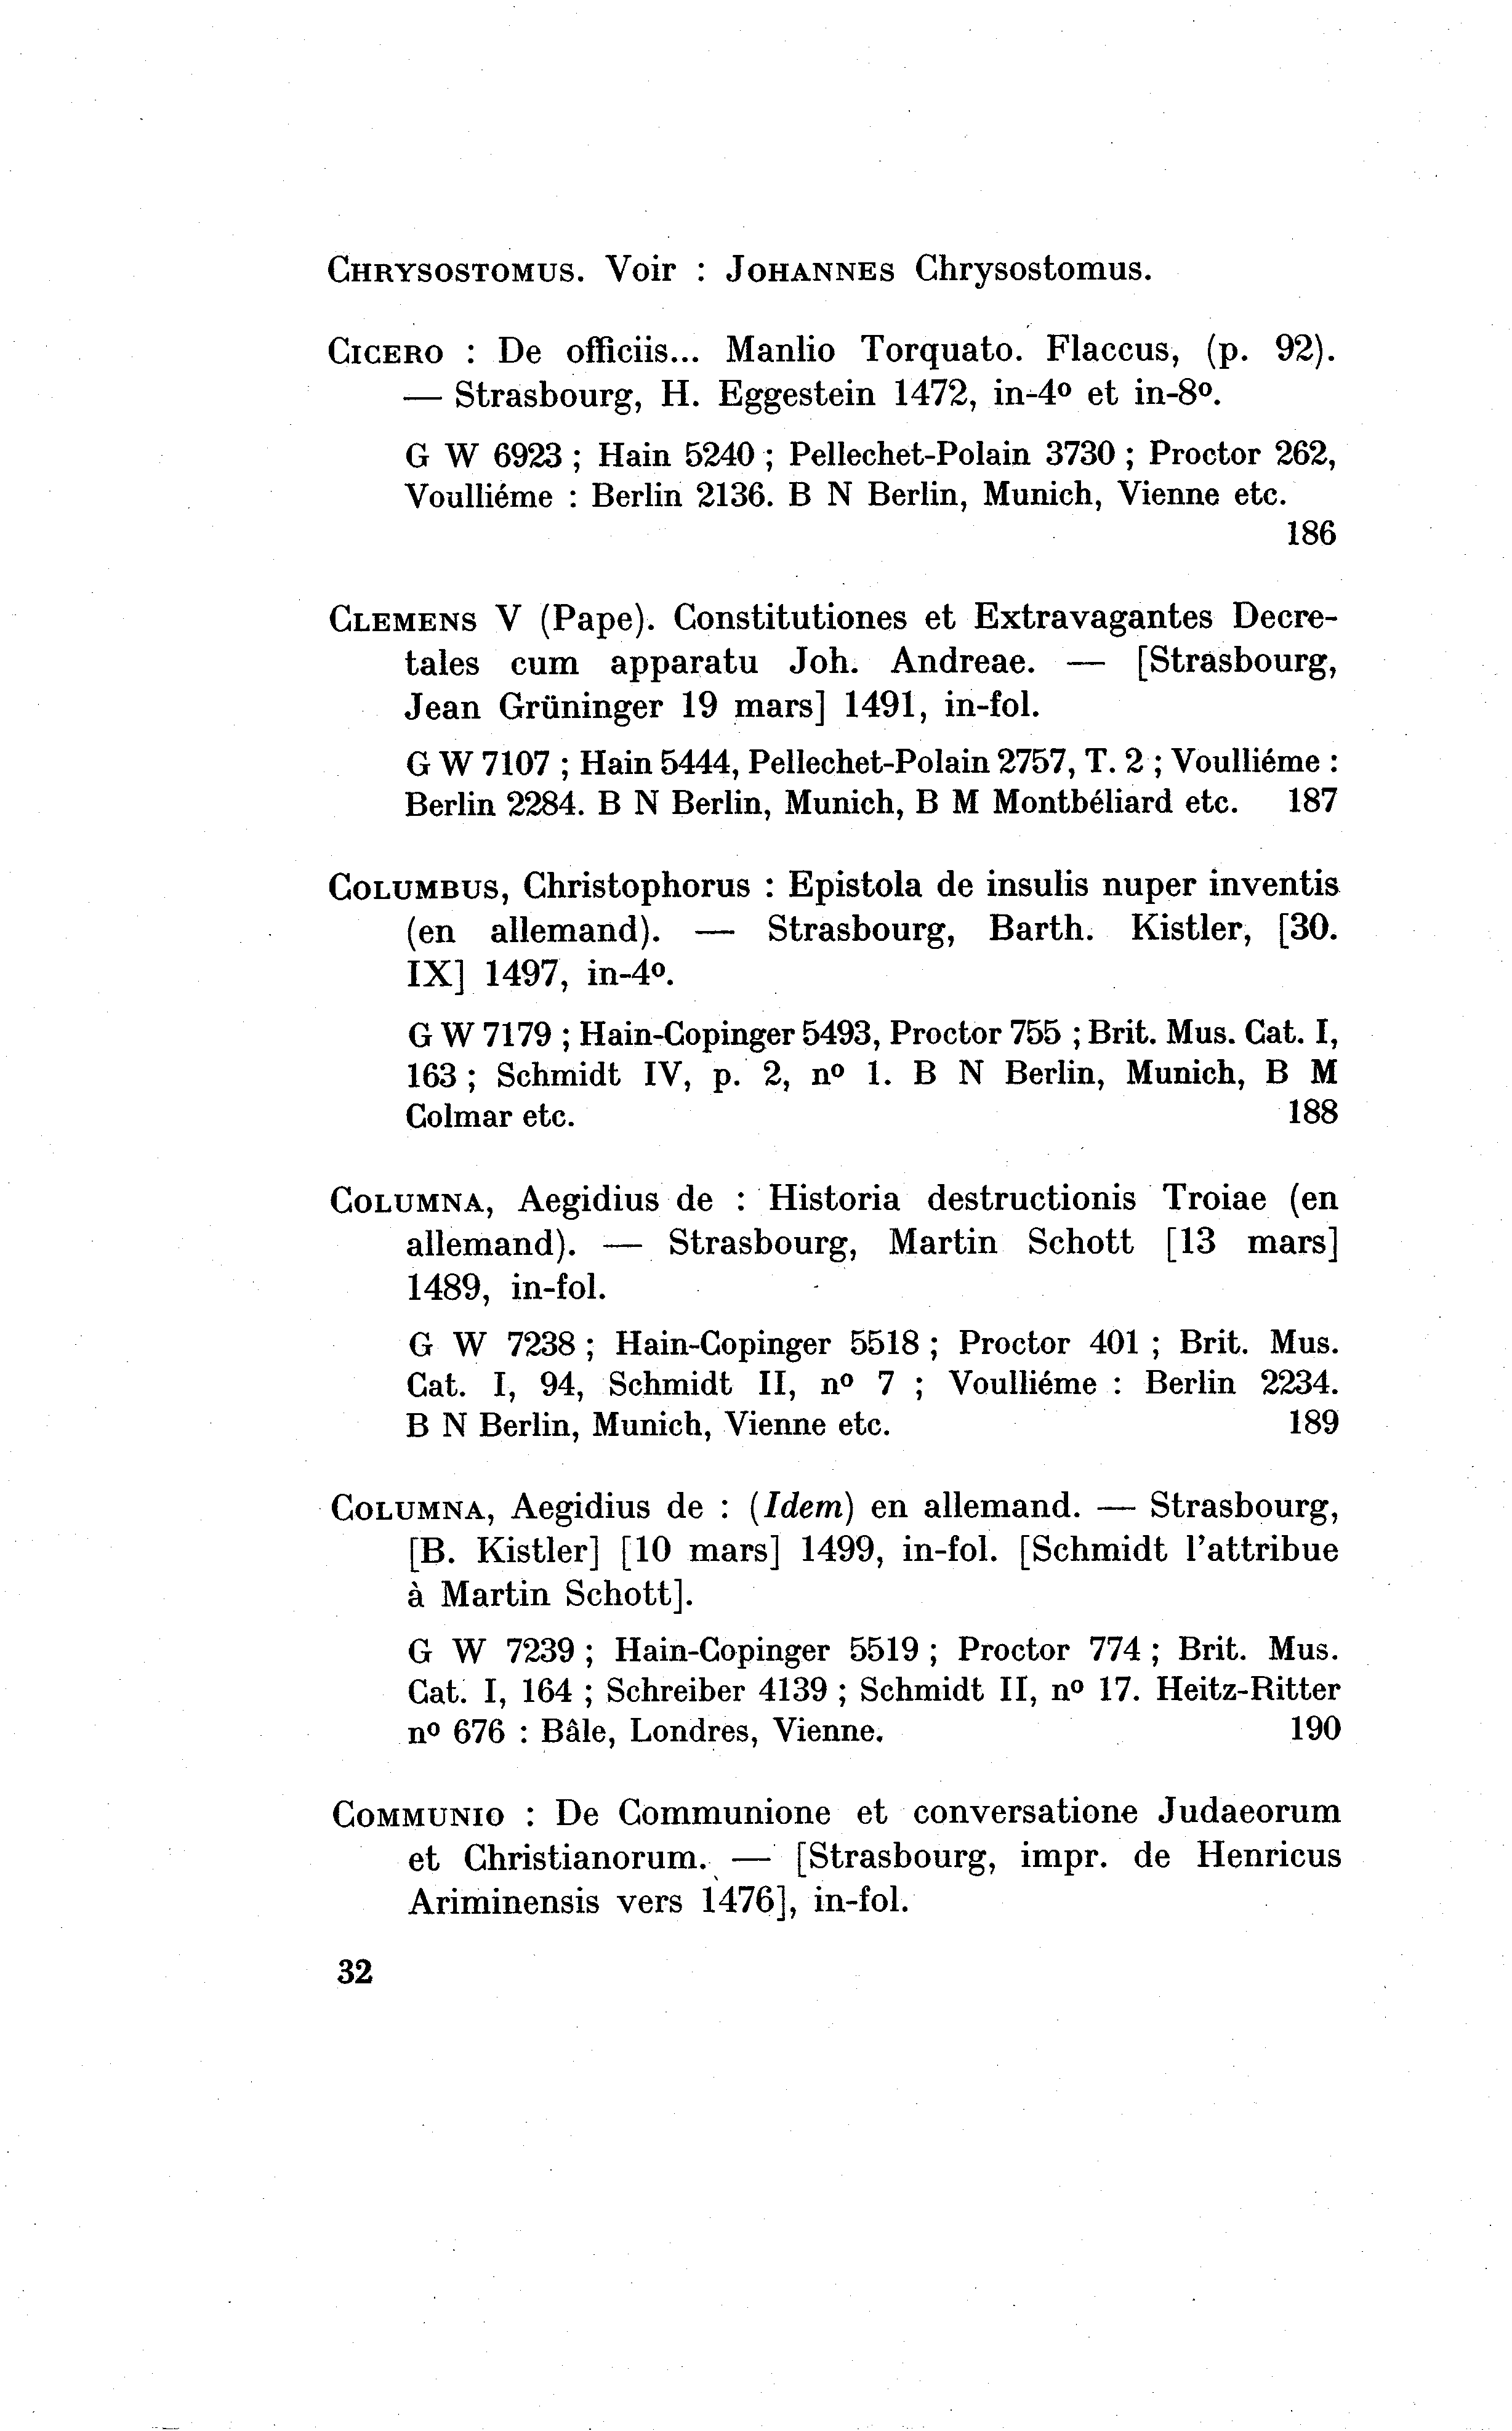 CHRYSOSTOMUS. Voir : JOHANNES Chrysostomus.
CICERO : De officiis... Manlio Torquato. Flaccus, (p. 92).
— Strasbourg, H. Eggestein 1472, in-4º et in-8º.
G W 6923 ; Hain 5240 ; Pellechet-Polain 3730 ; Proctor 262,
Voulliéme : Berlin 2136. B N Berlin, Munich, Vienne etc.
186
CLEMENS V (Pape). Constitutiones et Extravagantes Decre-
tales cum apparatu Joh. Andreae. — [Strasbourg,
Jean Grüninger 19 mars] 1491, in-fol.
G W 7107 ; Hain 5444, Pellechet-Polain 2757, T. 2 ; Voulliéme :
Berlin 2284. B N Berlin, Munich, B M Montbéliard etc. 187
COLUMBUS, Christophorus : Epistola de insulis nuper inventis
(en allemand). — Strasbourg, Barth. Kistler, [30.
IX] 1497, in-4º.
G W 7179 ; Hain-Copinger 5493, Proctor 755 ; Brit. Mus. Cat. I,
163 ; Schmidt IV, p. 2, nº 1. B N Berlin, Munich, B M
Colmar etc. 188
COLUMNA, Aegidius de : Historia destructionis Troiae (en
allemand). — Strasbourg, Martin Schott [13 mars]
1489, in-fol.
G W 7238 ; Hain-Copinger 5518 ; Proctor 401 ; Brit. Mus.
Cat. I, 94, Schmidt II, nº 7 ; Voulliéme : Berlin 2234.
B N Berlin, Munich, Vienne etc. 189
COLUMNA, Aegidius de : (Idem) en allemand. — Strasbourg,
[B. Kistler] [10 mars] 1499, in-fol. [Schmidt l'attribue
à Martin Schott].
G W 7239 ; Hain-Copinger 5519 ; Proctor 774 ; Brit. Mus.
Cat. I, 164 ; Schreiber 4139 ; Schmidt II, nº 17. Heitz-Ritter
nº 676 : Bâle, Londres, Vienne. 190
COMMUNIO : De Communione et conversatione Judaeorum
et Christianorum. — [Strasbourg, impr. de Henricus
Ariminensis vers 1476], in-fol.
32